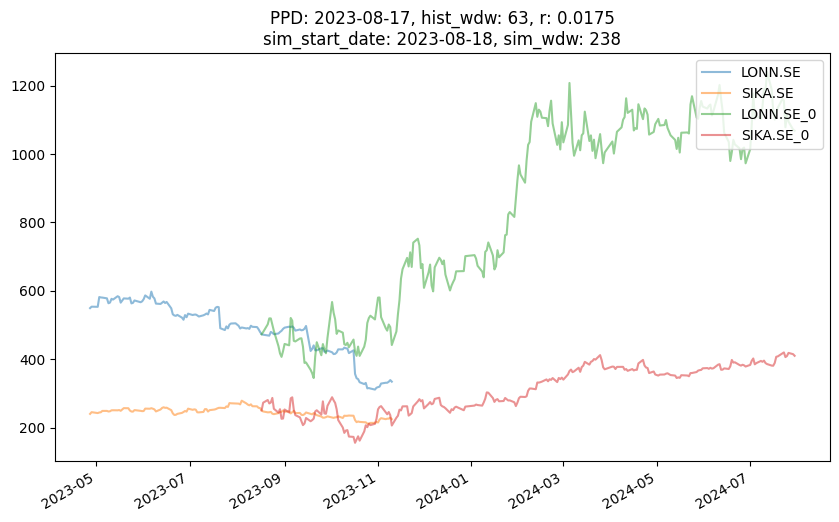 PPD: 2023-08-17, hist_wdw: 63, r: 0.0175
sim_start_date: 2023-08-18, sim_wdw: 238
LONN.SE
SIKA.SE
LONN.SE_0
SIKA.SE_0
1200
1000
800
600
400
200
2023-05
2023-07
2023-09
2023-11
2024-01
2024-03
2024-05
2024-07